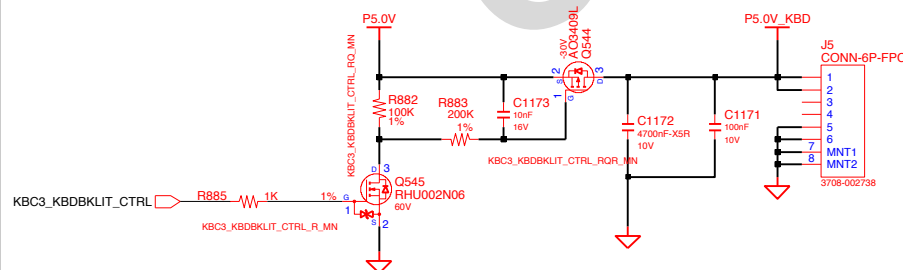 P5.0V
P5.0V_KBD
KBC3_KBDBKLIT_CTRL_RQ_MN
-30V
AO3409L
Q544
2
S
3
D
1
G
J5
CONN-6P-FPC
1
2
3
4
5
6
7
MNT1
8
MNT2
3708-002738
R882
100K
1%
R883
200K
1%
C1173
10nF
16V
C1172
4700nF-X5R
10V
C1171
100nF
10V
KBC3_KBDBKLIT_CTRL_RQR_MN
D
3
Q545
RHU002N06
60V
KBC3_KBDBKLIT_CTRL
R885
1K
1%
G
1
S
2
KBC3_KBDBKLIT_CTRL_R_MN